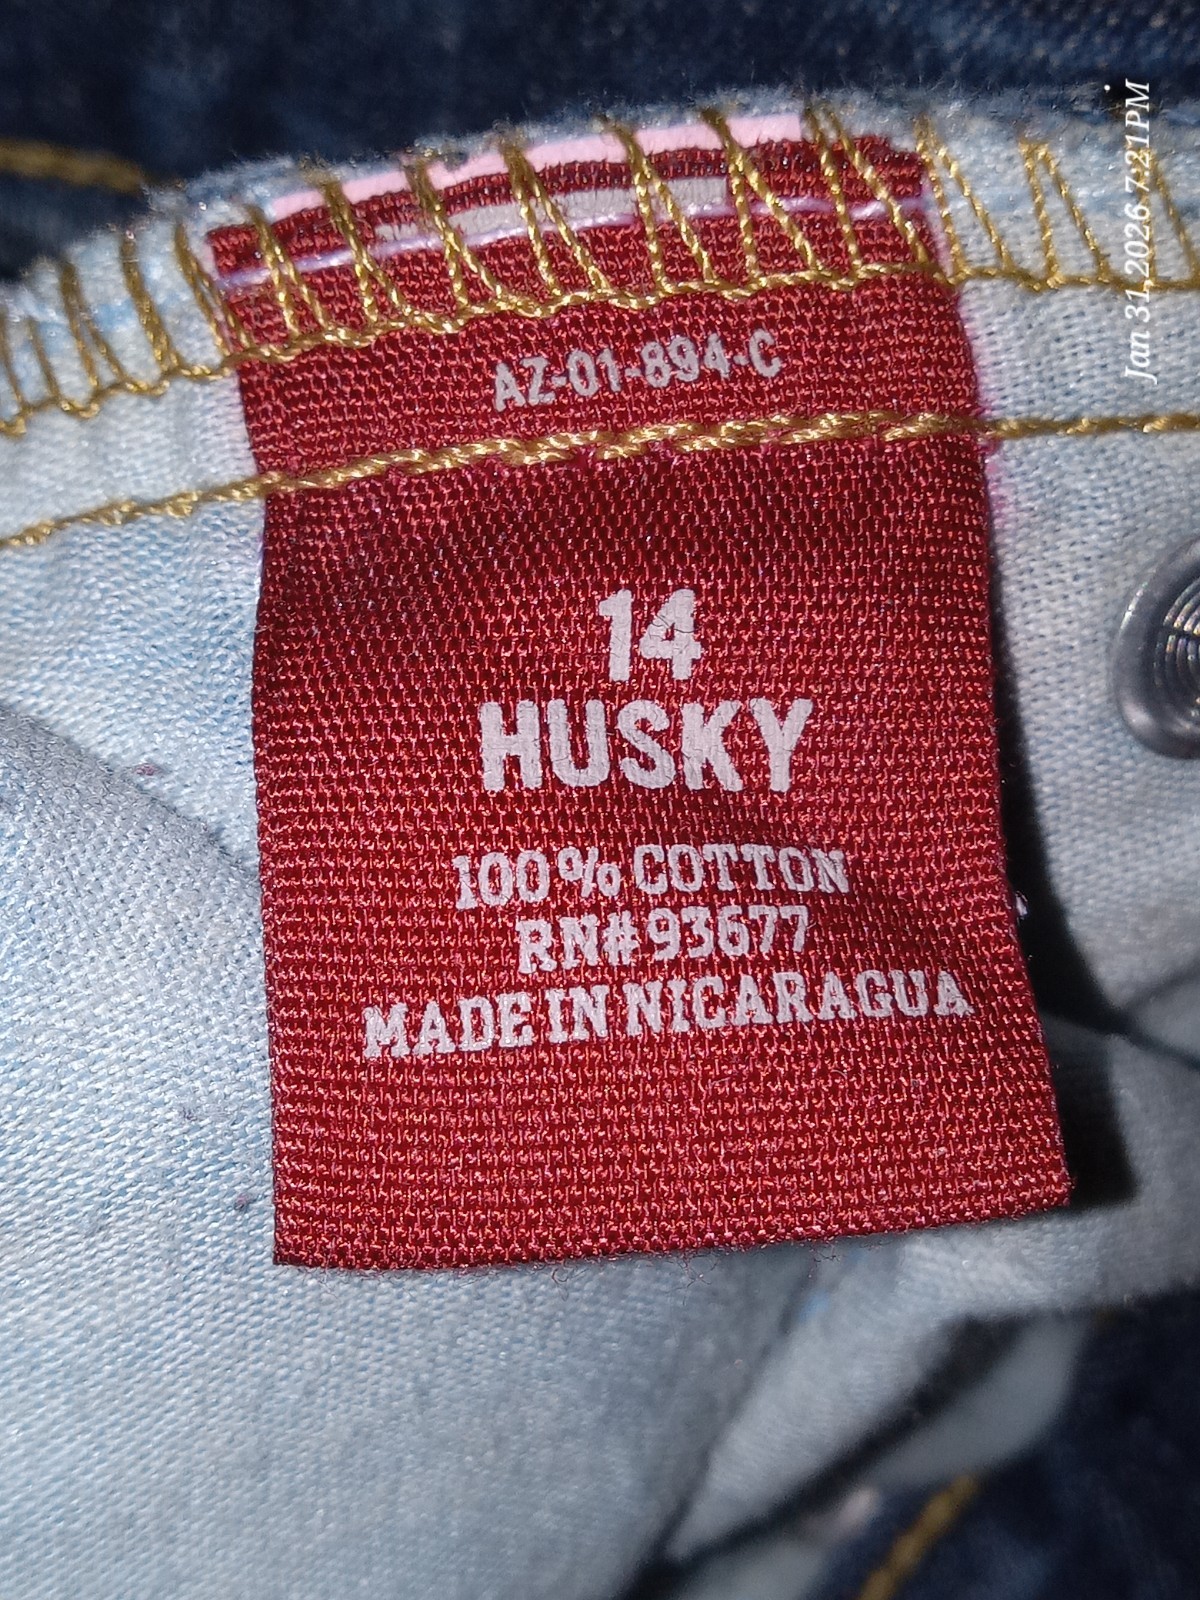 AZ-01-894-C
14
HUSKY
100% COTTON
RN# 93677
MADE IN NICARAGUA
Jan 31,2026 7:21PM